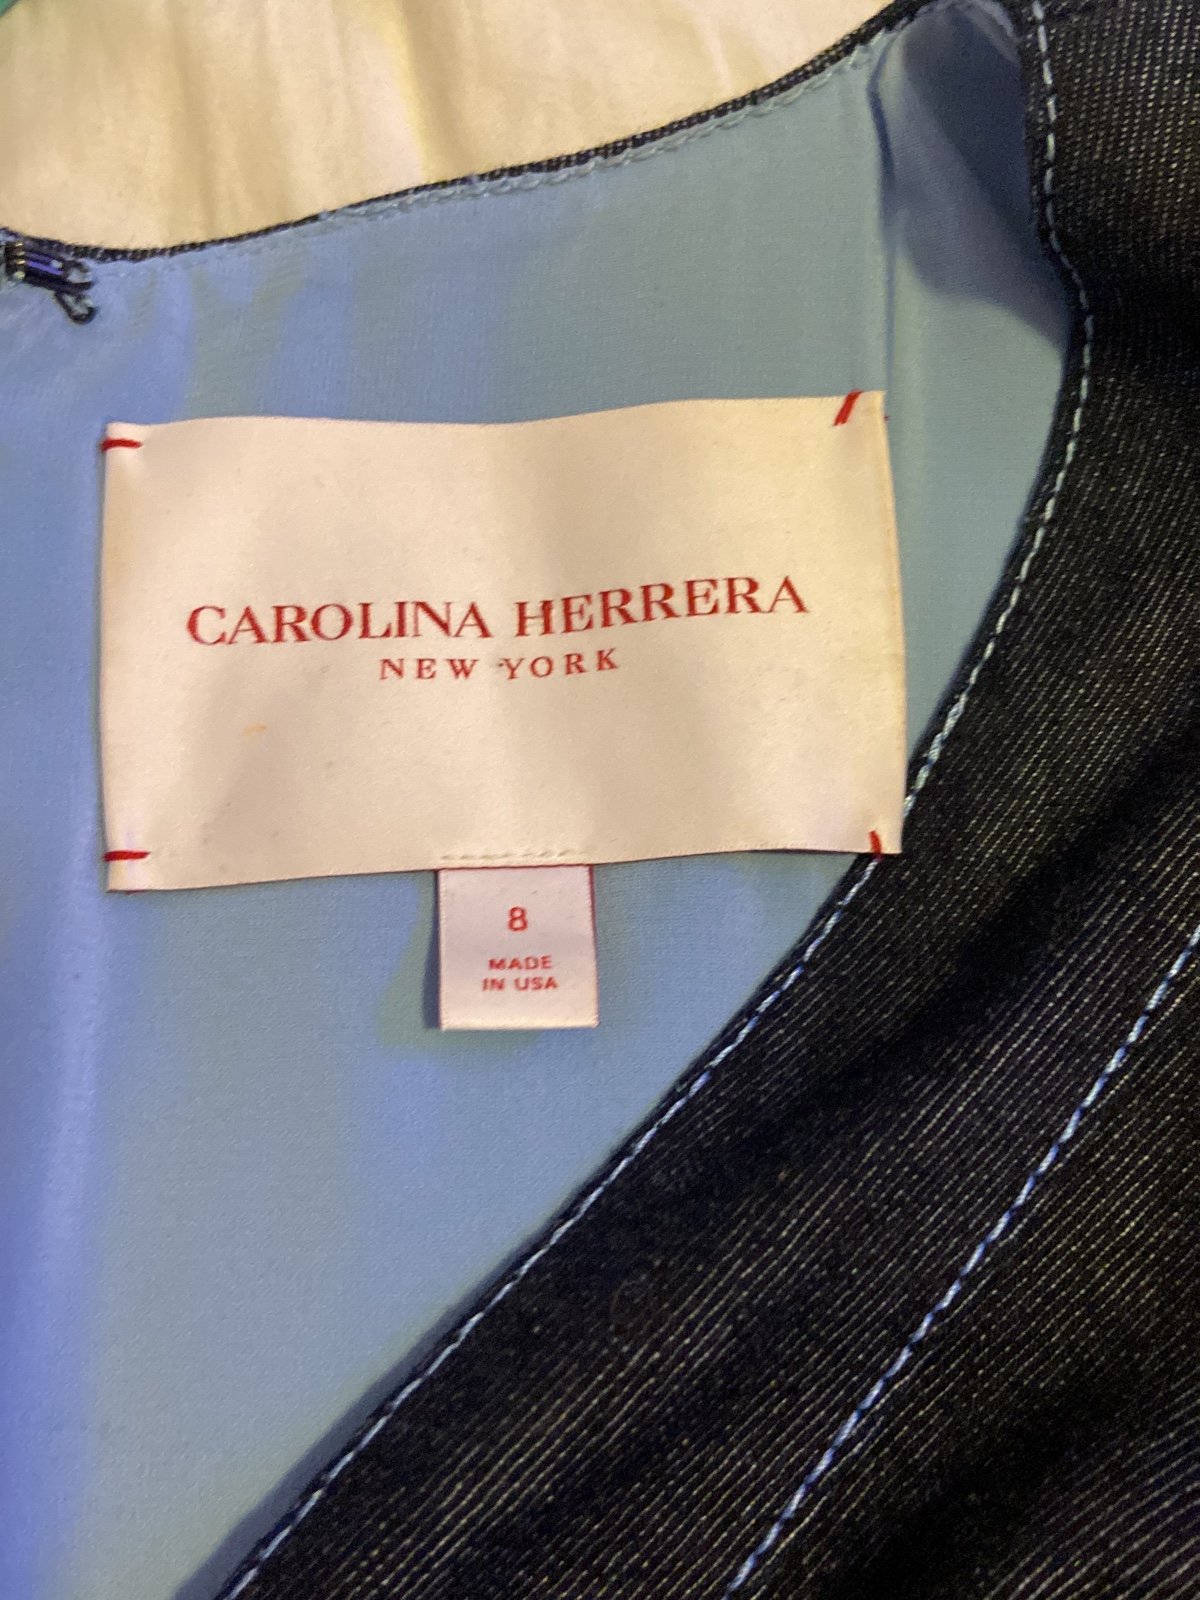 CAROLINA HERRERA
NEW YORK
8
MADE
IN USA